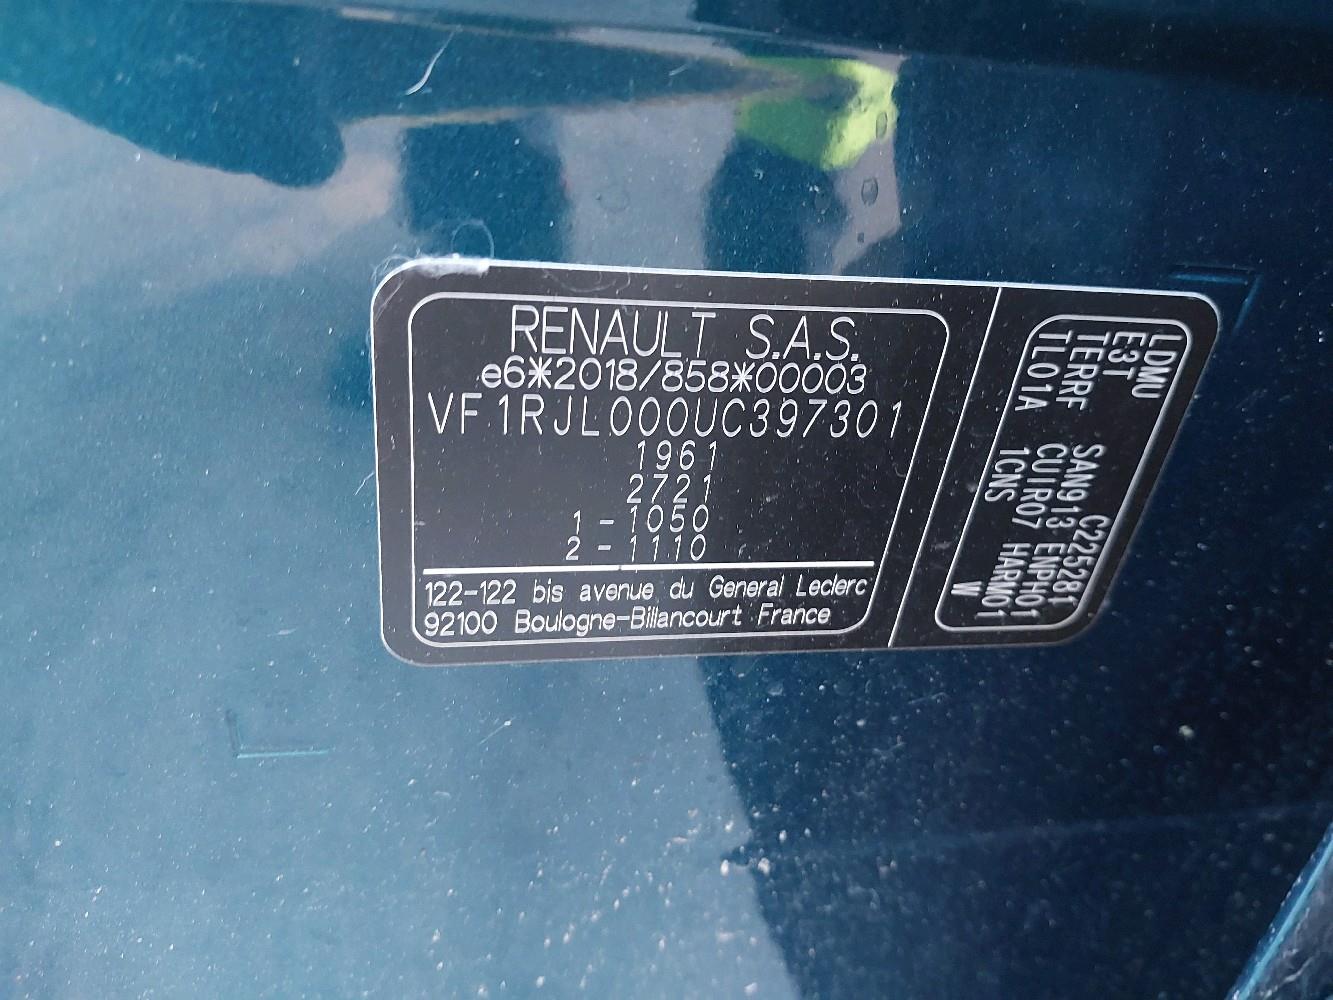 RENAULT S.A.S.
e6*2018/858*00003
VF1RJL000UC397301
1961
2721
1-1050
2-1110
122-122 bis avenue du General Leclerc
92100 Boulogne-Billancourt France
LDMU C225281
E3T SAN913 ENPH01
TERRF CUIR07 HARM01
TL01A 1CNS W